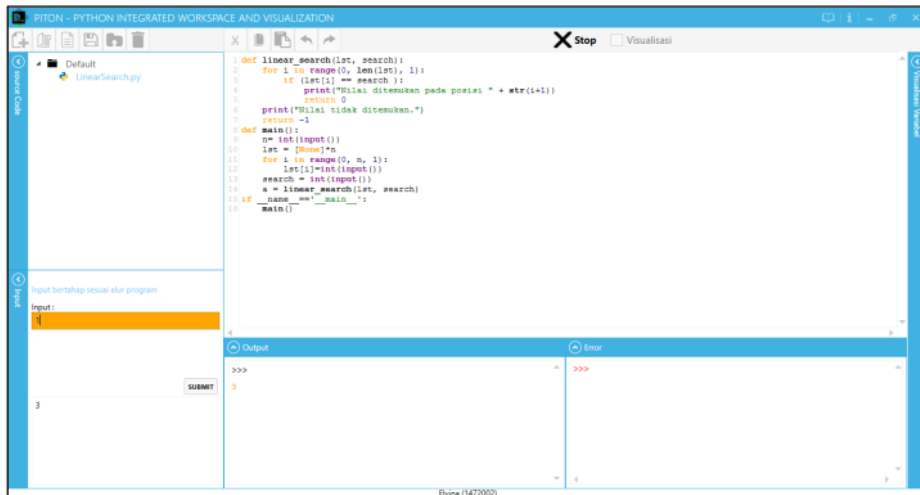 PITON - PYTHON INTEGRATED WORKSPACE AND VISUALIZATION
Stop
Visualisasi
Source Code
Default
LinearSearch.py
1 def linear_search(lst, search):
2 for i in range(0, len(lst), 1):
3 if (lst[i] == search ):
4 print("Nilai ditemukan pada posisi " + str(i+1))
5 return 0
6 print("Nilai tidak ditemukan.")
7 return -1
8 def main():
9 n= int(input())
10 lst = [None]*n
11 for i in range(0, n, 1):
12 lst[i]=int(input())
13 search = int(input())
14 a = linear_search(lst, search)
15 if __name__=='__main__':
16 main()
Visualisasi Variabel
Input
Input bertahap sesuai alur program
Input :
1
SUBMIT
3
Output
>>>
3
Error
>>>
Elvina (1472002)